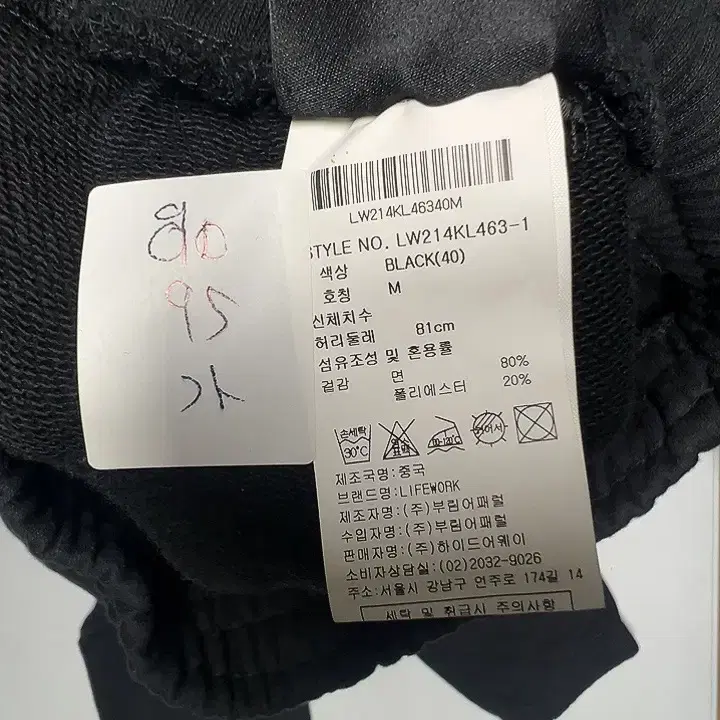 95
가
LW214KL46340M
STYLE NO. LW214KL463-1
색상 BLACK(40)
호칭 M
신체치수
허리둘레 81cm
섬유조성 및 혼용률
겉감 면 80%
폴리에스터 20%
손세탁
30℃
제조국명:중국
브랜드명:LIFEWORK
제조자명:(주)부림어패럴
수입자명:(주)부림어패럴
판매자명:(주)하이드어웨이
소비자상담실:(02)2032-9026
주소:서울시 강남구 언주로 174길 14
세탁 및 취급시 주의사항